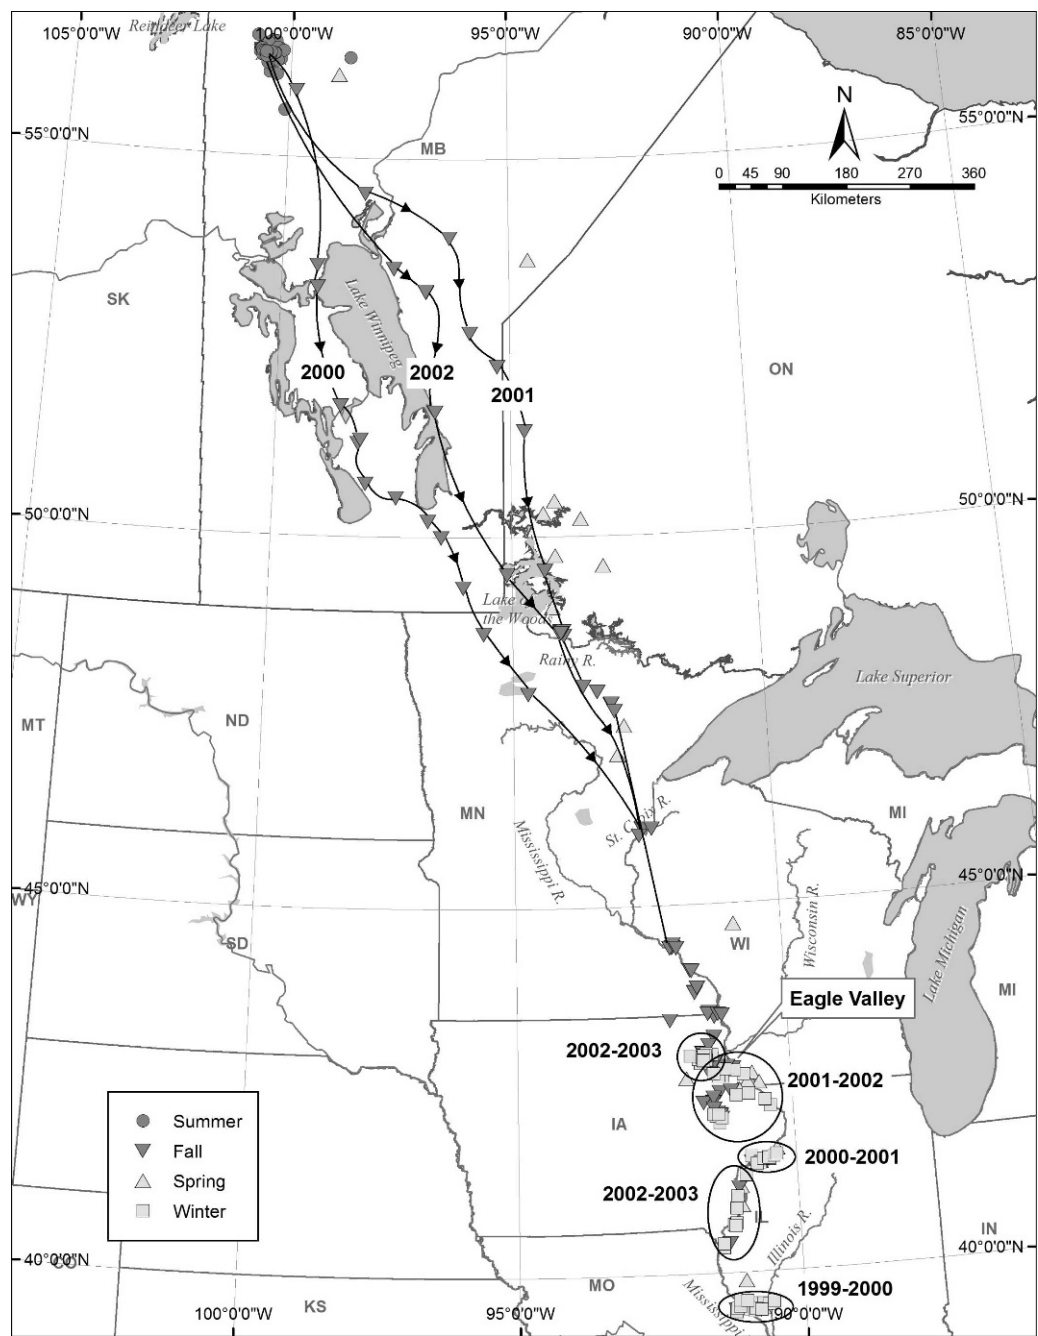 Reindeer Lake
105°0'0"W
100°0'0"W
95°0'0"W
90°0'0"W
85°0'0"W
55°0'0"N
55°0'0"N
MB
N
0 45 90 180 270 360
Kilometers
SK
Lake Winnipeg
ON
2000
2002
2001
50°0'0"N
50°0'0"N
Lake of
the Woods
Rainy R.
Lake Superior
MT
ND
MN
MI
St. Croix R.
Mississippi R.
45°0'0"N
45°0'0"N
WY
SD
WI
Wisconsin R.
Lake Michigan
MI
Eagle Valley
2002-2003
2001-2002
Summer
Fall
Spring
Winter
IA
2000-2001
2002-2003
IL
Illinois R.
IN
40°0'0"N
40°0'0"N
CO
MO
KS
Mississippi
1999-2000
100°0'0"W
95°0'0"W
90°0'0"W